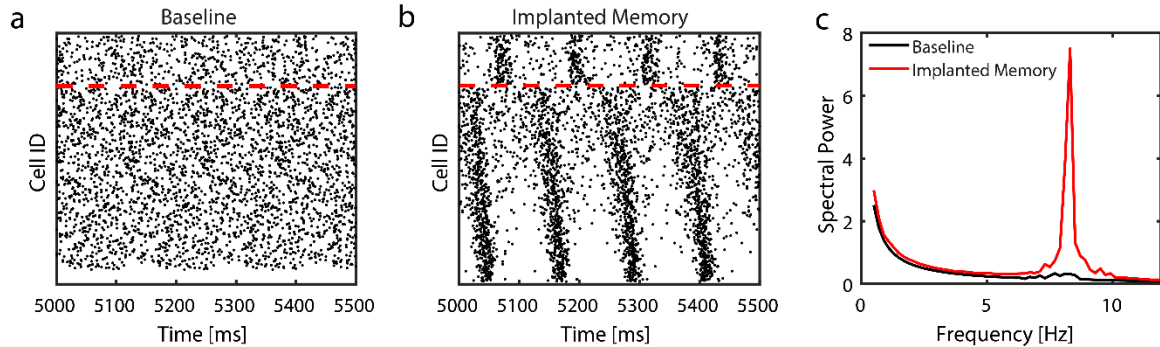 a
Baseline
Cell ID
5000 5100 5200 5300 5400 5500
Time [ms]
b
Implanted Memory
Cell ID
5000 5100 5200 5300 5400 5500
Time [ms]
c
8
6
4
2
0
Spectral Power
Baseline
Implanted Memory
0 5 10
Frequency [Hz]